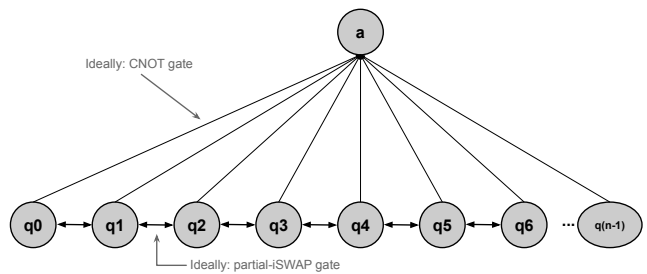 a
Ideally: CNOT gate
q0 q1 q2 q3 q4 q5 q6 ... q(n-1)
Ideally: partial-iSWAP gate